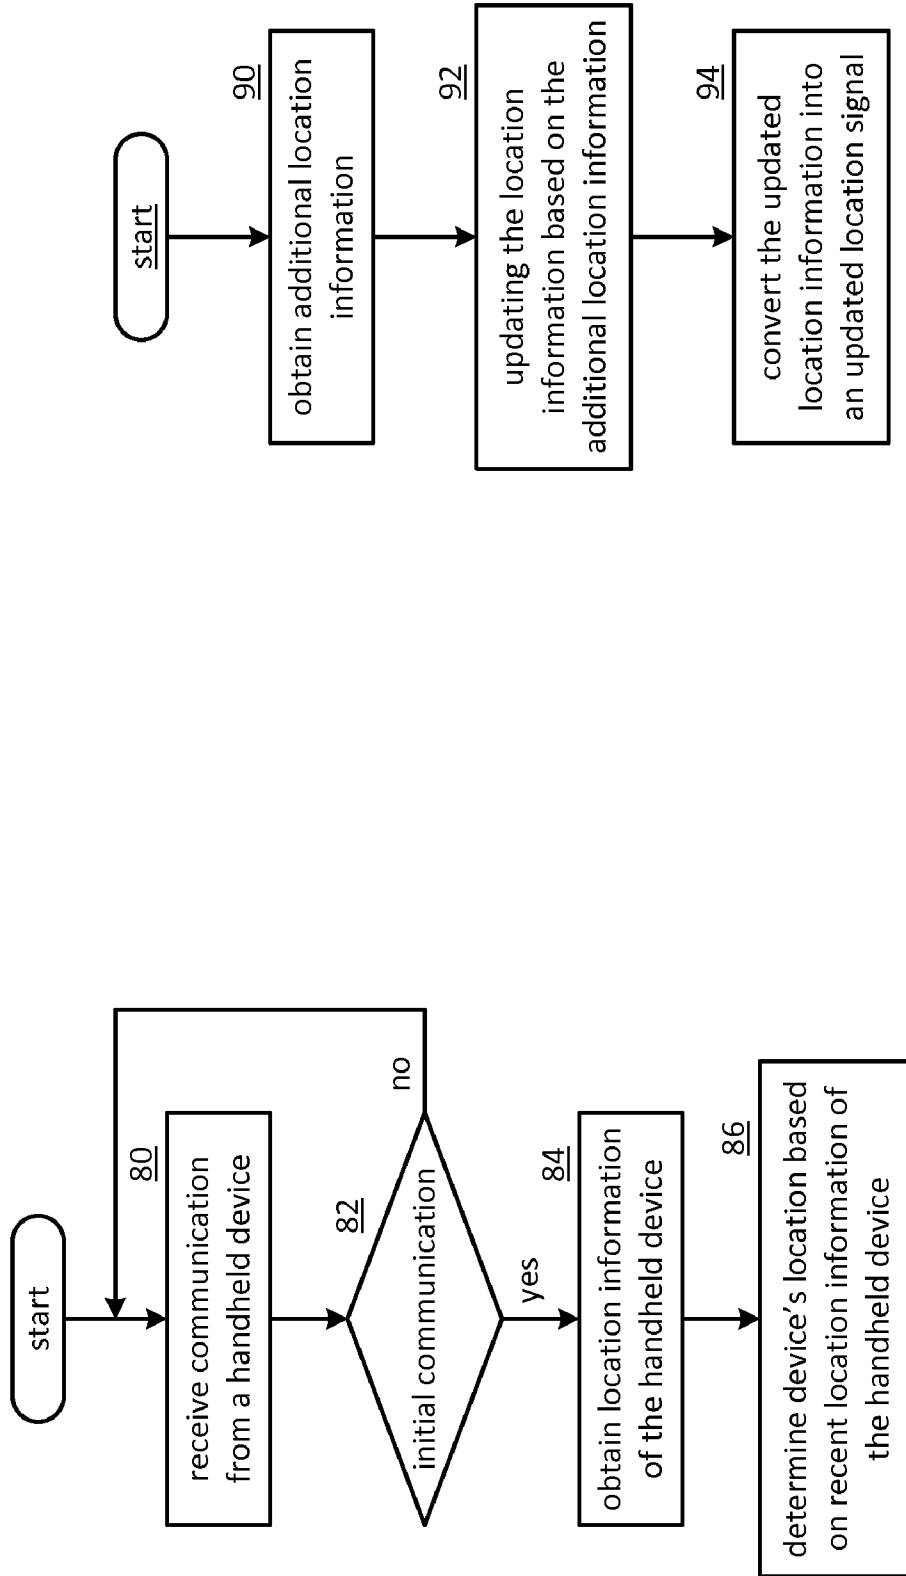 start
80
receive communication
from a handheld device
82
initial communication
no
yes
84
obtain location information
of the handheld device
86
determine device's location based
on recent location information of
the handheld device
start
90
obtain additional location
information
92
updating the location
information based on the
additional location information
94
convert the updated
location information into
an updated location signal